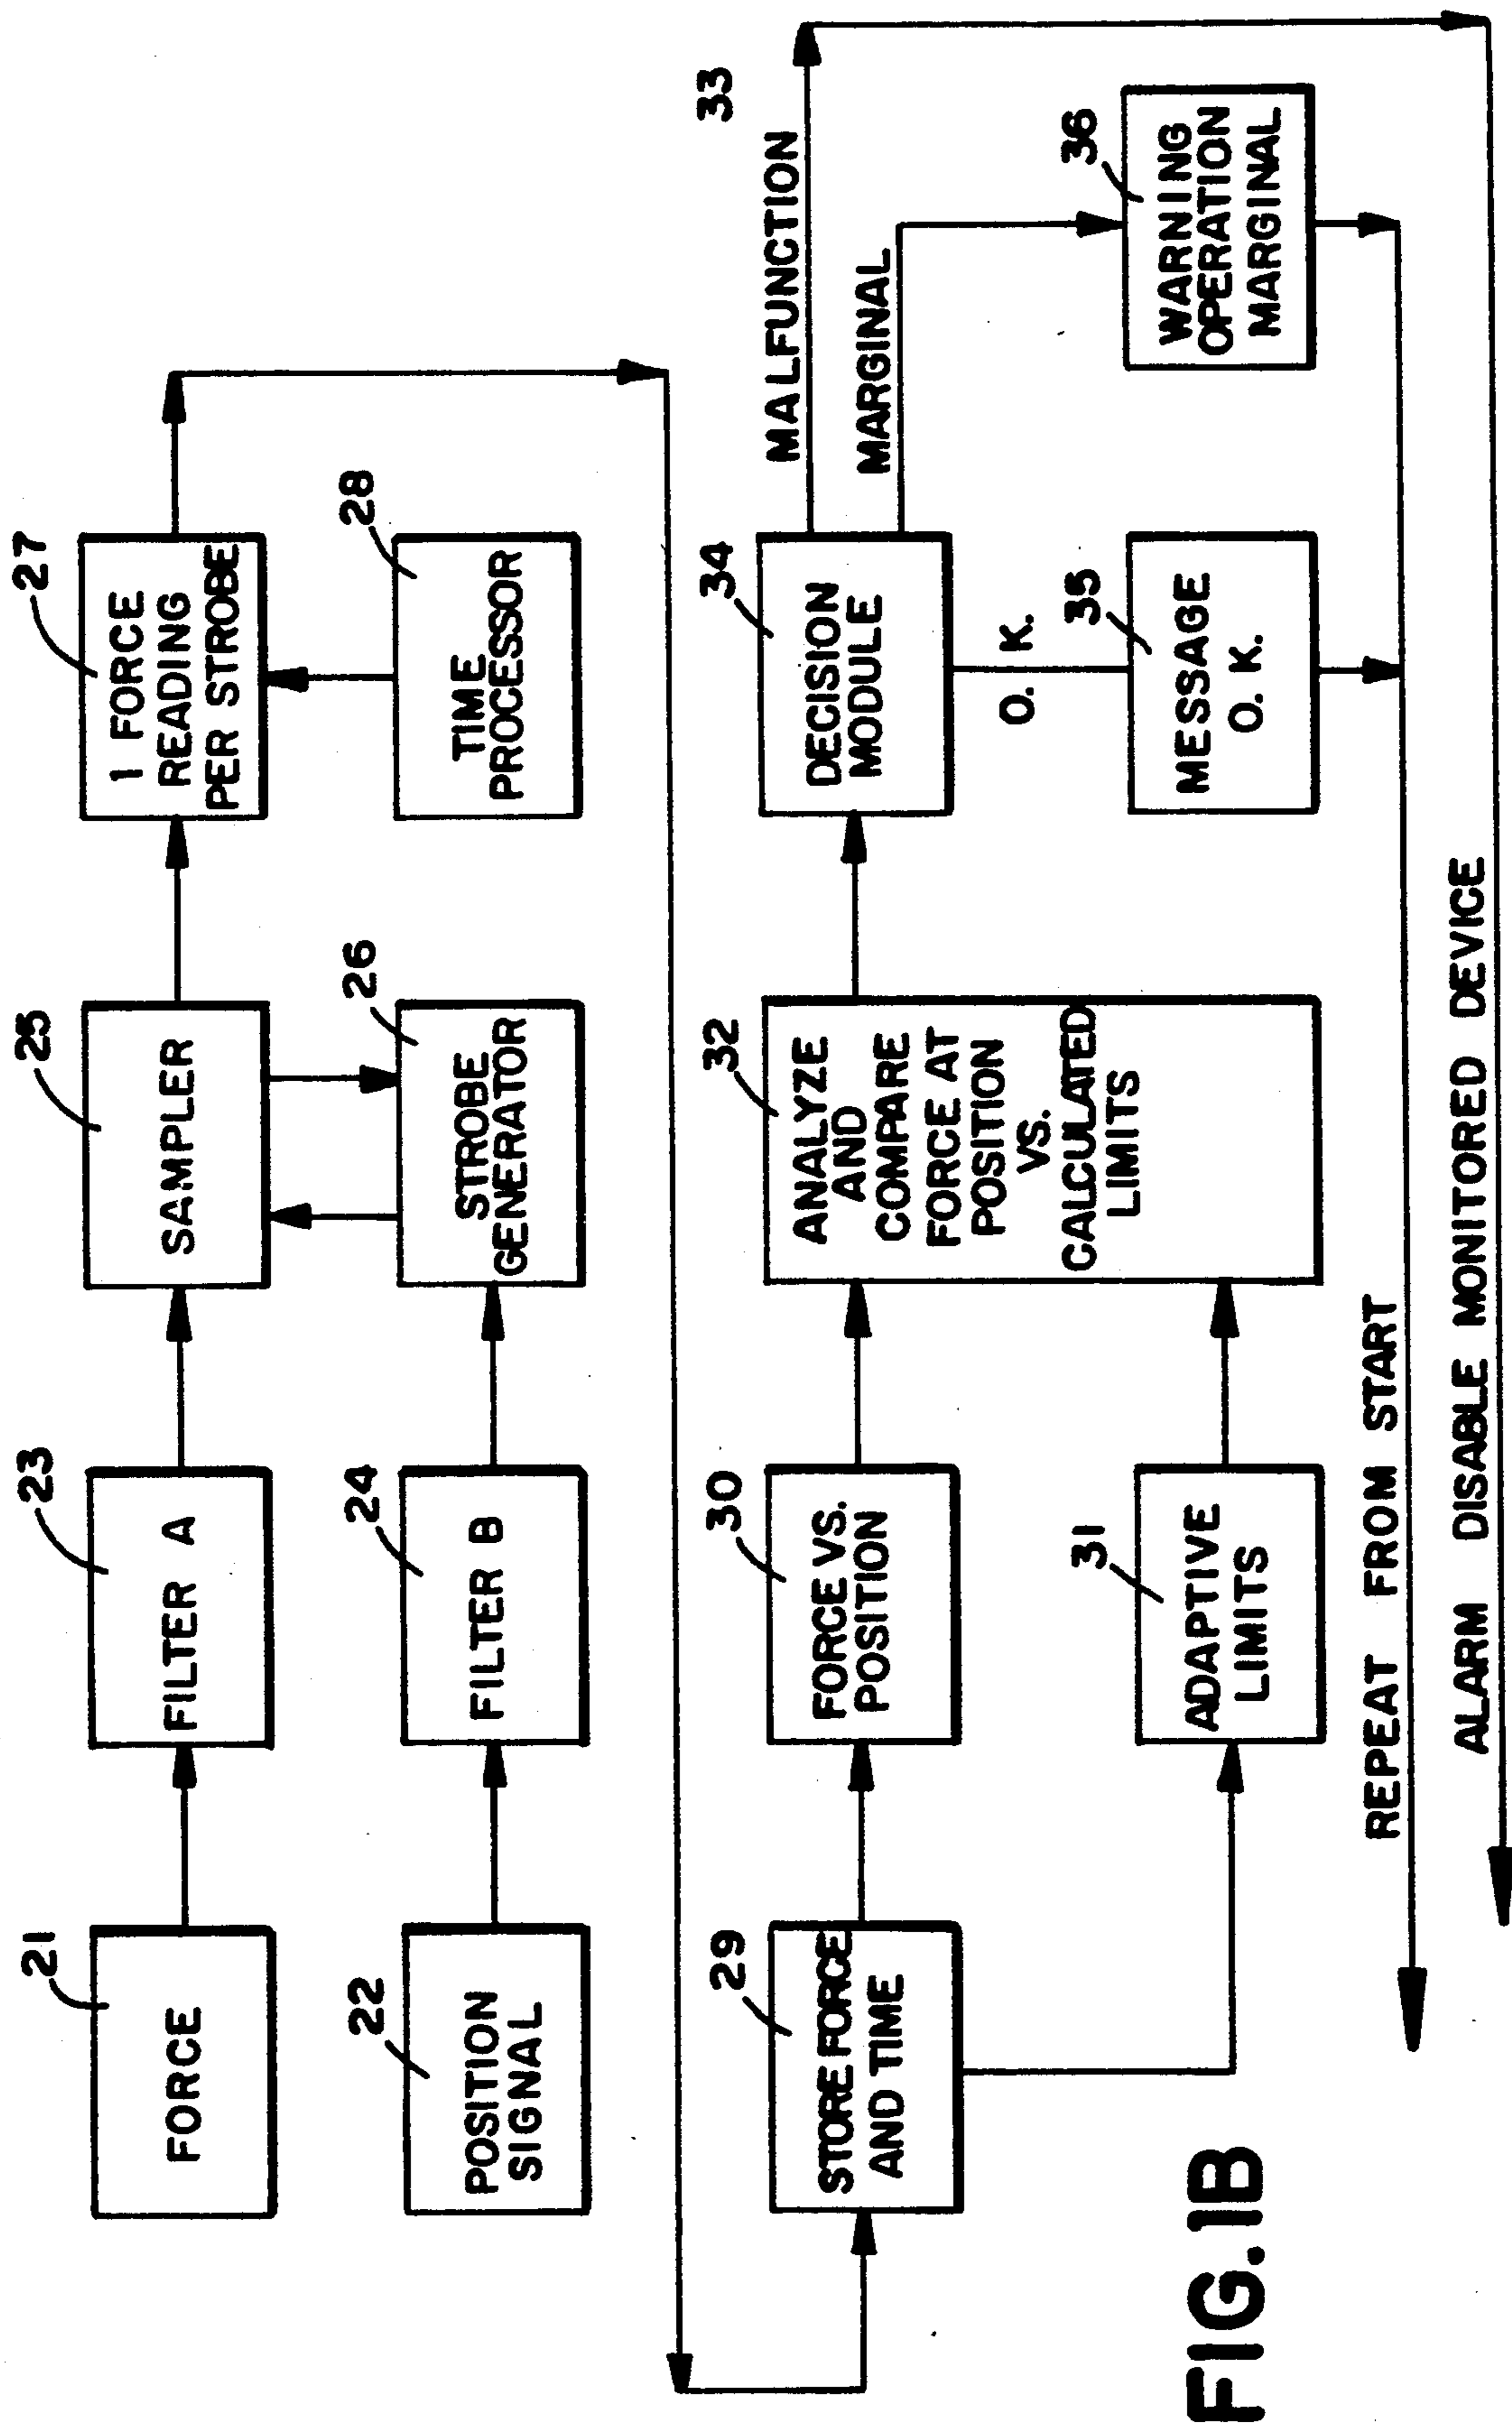 21
FORCE
23
FILTER A
25
SAMPLER
27
1 FORCE
READING
PER STROBE
22
POSITION
SIGNAL
24
FILTER B
26
STROBE
GENERATOR
28
TIME
PROCESSOR
29
STORE FORCE
AND TIME
30
FORCE VS.
POSITION
31
ADAPTIVE
LIMITS
32
ANALYZE
AND
COMPARE
FORCE AT
POSITION
VS.
CALCULATED
LIMITS
34
DECISION
MODULE
33
MALFUNCTION
MARGINAL
O. K.
35
MESSAGE
O. K.
36
WARNING
OPERATION
MARGINAL
REPEAT FROM START
ALARM DISABLE MONITORED DEVICE
FIG. 1B